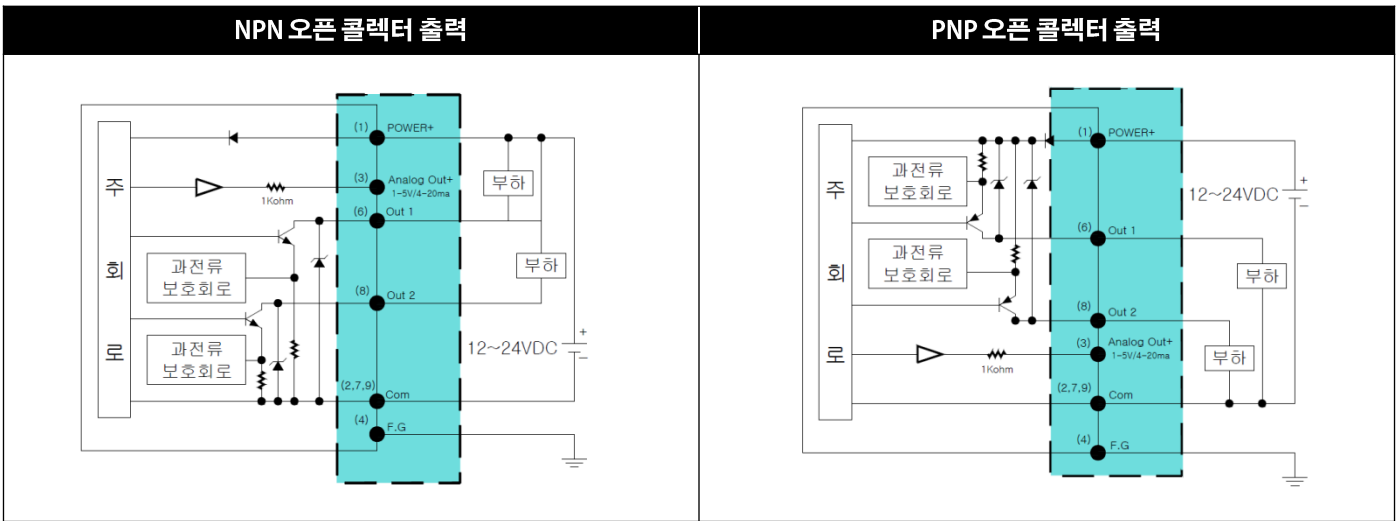 NPN 오픈 콜렉터 출력
PNP 오픈 콜렉터 출력
주
회
로
(1) POWER+
(3) Analog Out+
1-5V/4-20ma
1Kohm
부하
(6) Out 1
과전류
보호회로
부하
(8) Out 2
과전류
보호회로
12~24VDC
+
-
(2,7,9) Com
(4) F.G
주
회
로
(1) POWER+
과전류
보호회로
12~24VDC
+
-
(6) Out 1
과전류
보호회로
부하
(8) Out 2
(3) Analog Out+
1-5V/4-20ma
1Kohm
부하
(2,7,9) Com
(4) F.G